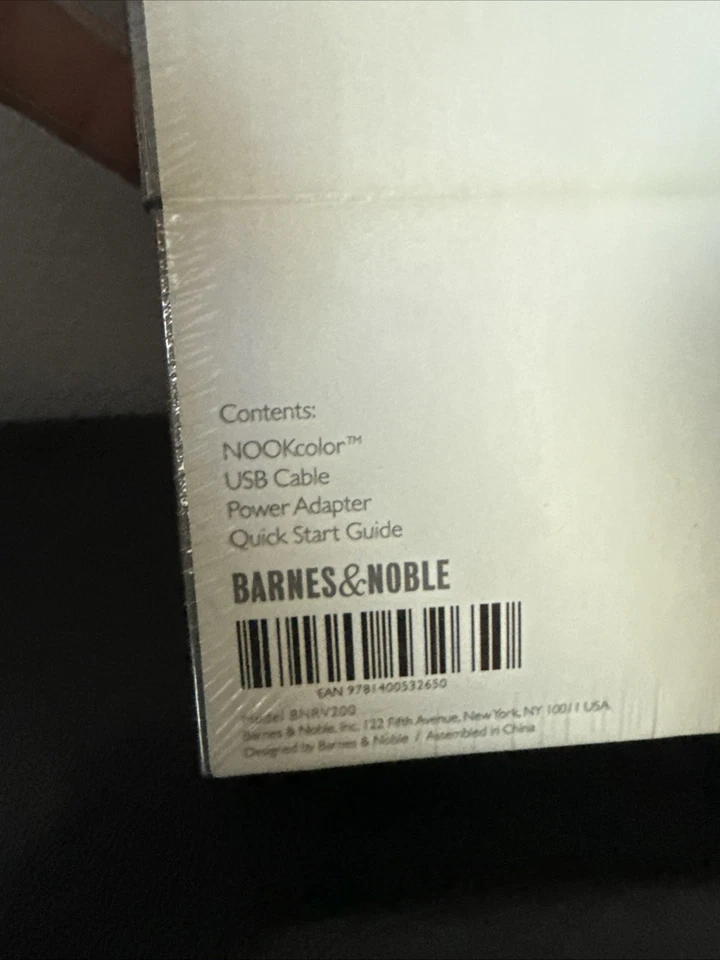 Contents:
NOOKcolor™
USB Cable
Power Adapter
Quick Start Guide
BARNES&NOBLE
EAN 9781400532650
Model BNRV200
Barnes & Noble, Inc. 122 Fifth Avenue, New York, NY 10011 USA
Designed by Barnes & Noble / Assembled in China